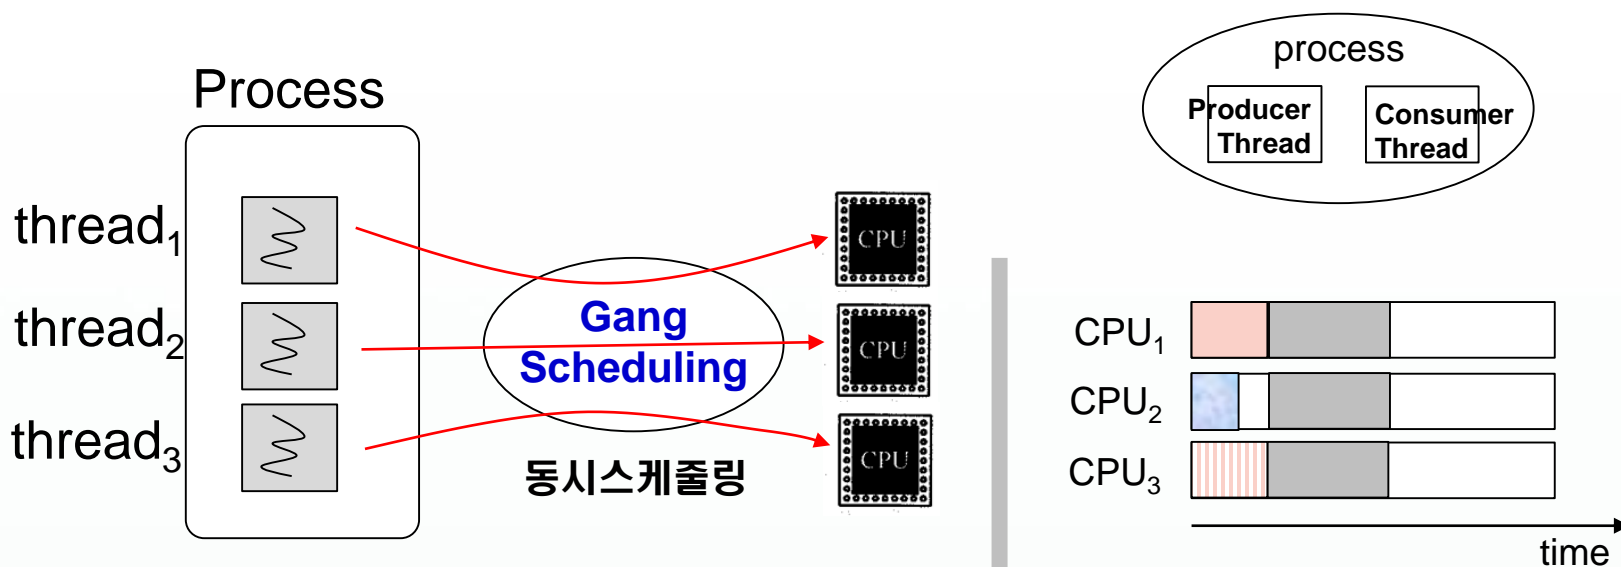 Process
thread1
thread2
thread3
Gang
Scheduling
동시스케줄링
CPU
CPU
CPU
process
Producer
Thread
Consumer
Thread
CPU1
CPU2
CPU3
time